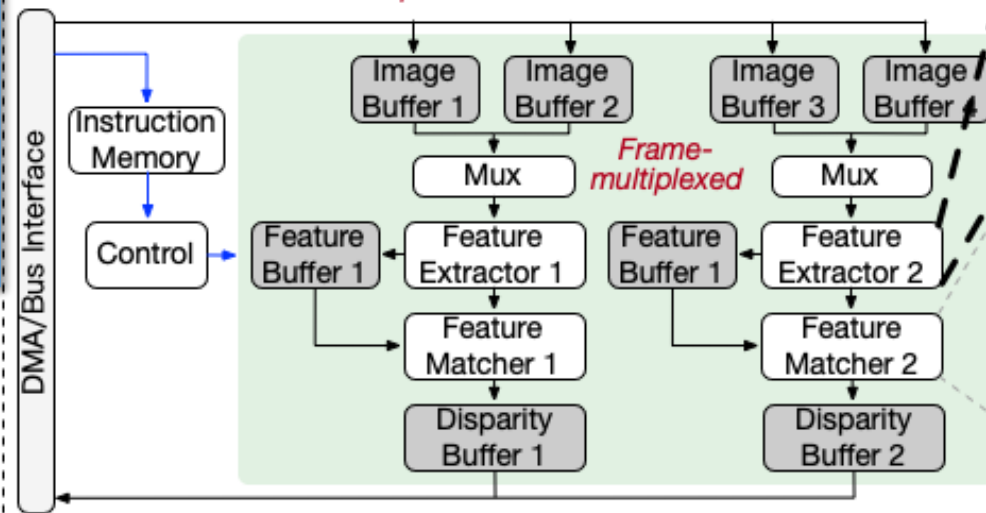 DMA/Bus Interface
Instruction
Memory
Control
Image
Buffer 1
Image
Buffer 2
Image
Buffer 3
Image
Buffer
Mux
Frame-
multiplexed
Mux
Feature
Buffer 1
Feature
Extractor 1
Feature
Buffer 1
Feature
Extractor 2
Feature
Matcher 1
Feature
Matcher 2
Disparity
Buffer 1
Disparity
Buffer 2